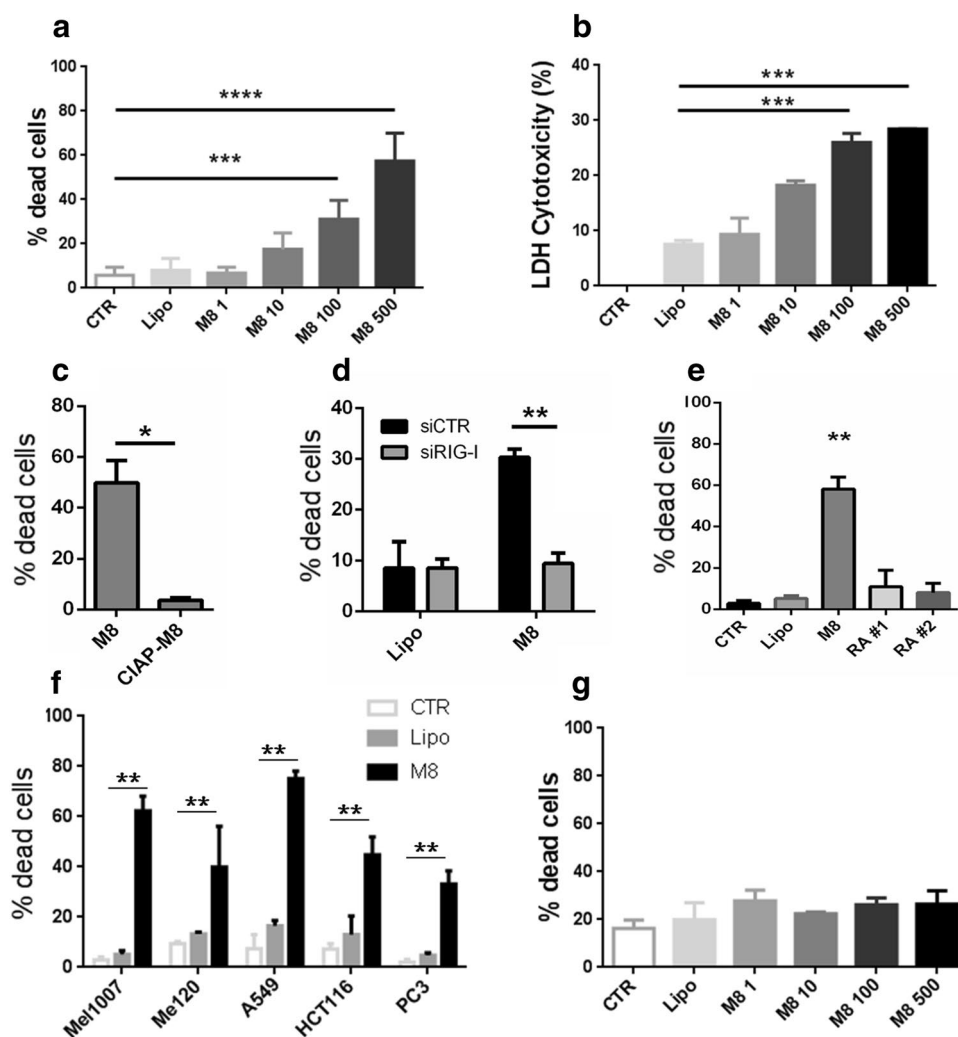 a
% dead cells
100
80
60
40
20
0
****
***
CTR
Lipo
M8 1
M8 10
M8 100
M8 500
b
LDH Cytotoxicity (%)
40
30
20
10
0
***
***
CTR
Lipo
M8 1
M8 10
M8 100
M8 500
c
% dead cells
80
60
40
20
0
*
M8
CIAP-M8
d
% dead cells
40
30
20
10
0
siCTR
siRIG-I
**
Lipo
M8
e
% dead cells
100
80
60
40
20
0
**
CTR
Lipo
M8
RA #1
RA #2
f
% dead cells
100
80
60
40
20
0
CTR
Lipo
M8
**
**
**
**
**
Mel1007
Me120
A549
HCT116
PC3
g
% dead cells
100
80
60
40
20
0
CTR
Lipo
M8 1
M8 10
M8 100
M8 500